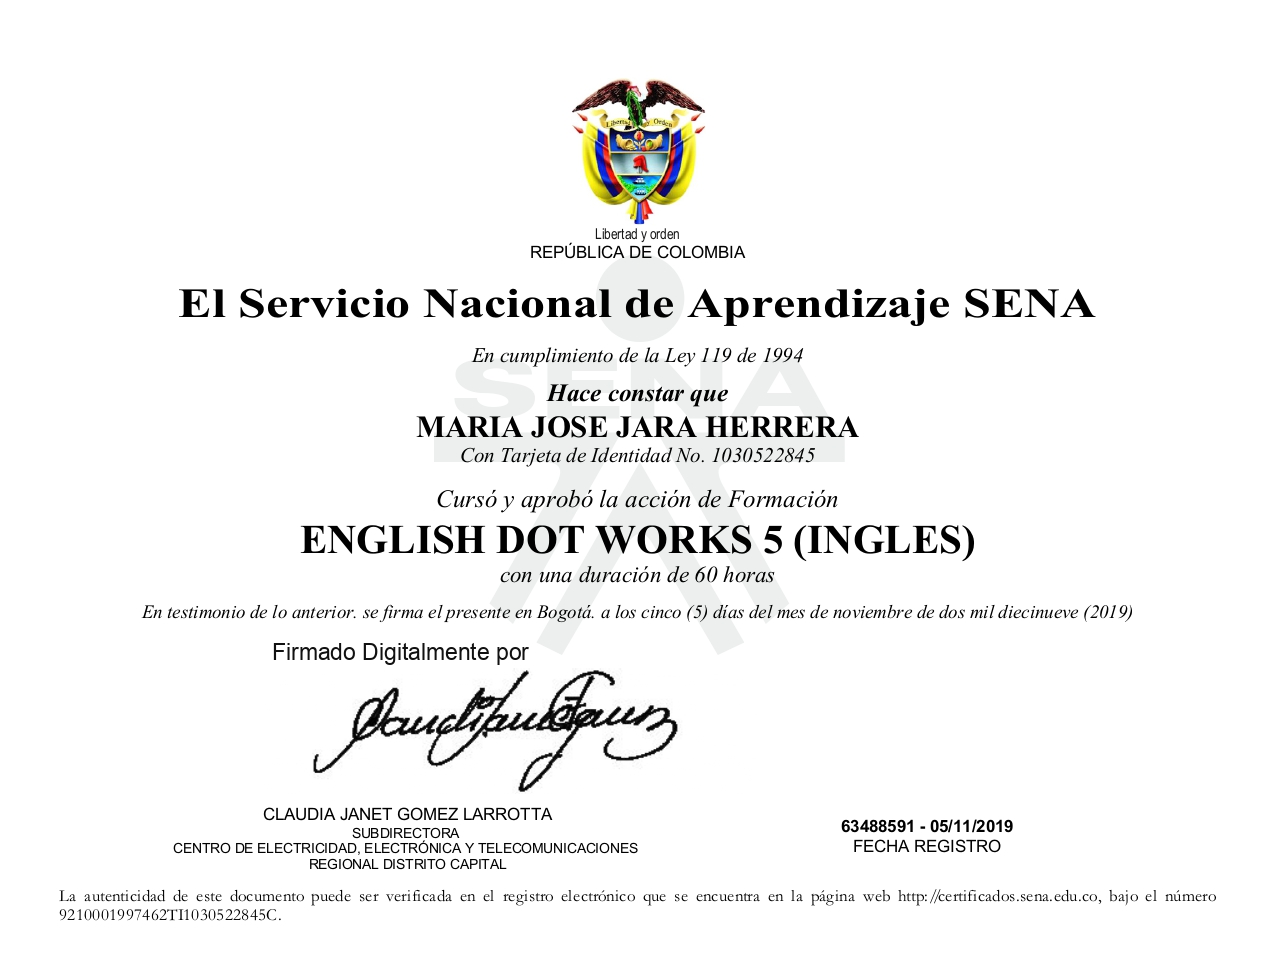 Libertad y Orden
Libertad y orden
REPÚBLICA DE COLOMBIA
El Servicio Nacional de Aprendizaje SENA
En cumplimiento de la Ley 119 de 1994
SENA
Hace constar que
MARIA JOSE JARA HERRERA
Con Tarjeta de Identidad No. 1030522845
Cursó y aprobó la acción de Formación
ENGLISH DOT WORKS 5 (INGLES)
con una duración de 60 horas
En testimonio de lo anterior. se firma el presente en Bogotá. a los cinco (5) días del mes de noviembre de dos mil diecinueve (2019)
Firmado Digitalmente por
CLAUDIA JANET GOMEZ LARROTTA
SUBDIRECTORA
CENTRO DE ELECTRICIDAD, ELECTRÓNICA Y TELECOMUNICACIONES
REGIONAL DISTRITO CAPITAL
63488591 - 05/11/2019
FECHA REGISTRO
La autenticidad de este documento puede ser verificada en el registro electrónico que se encuentra en la página web http://certificados.sena.edu.co, bajo el número
9210001997462TI1030522845C.